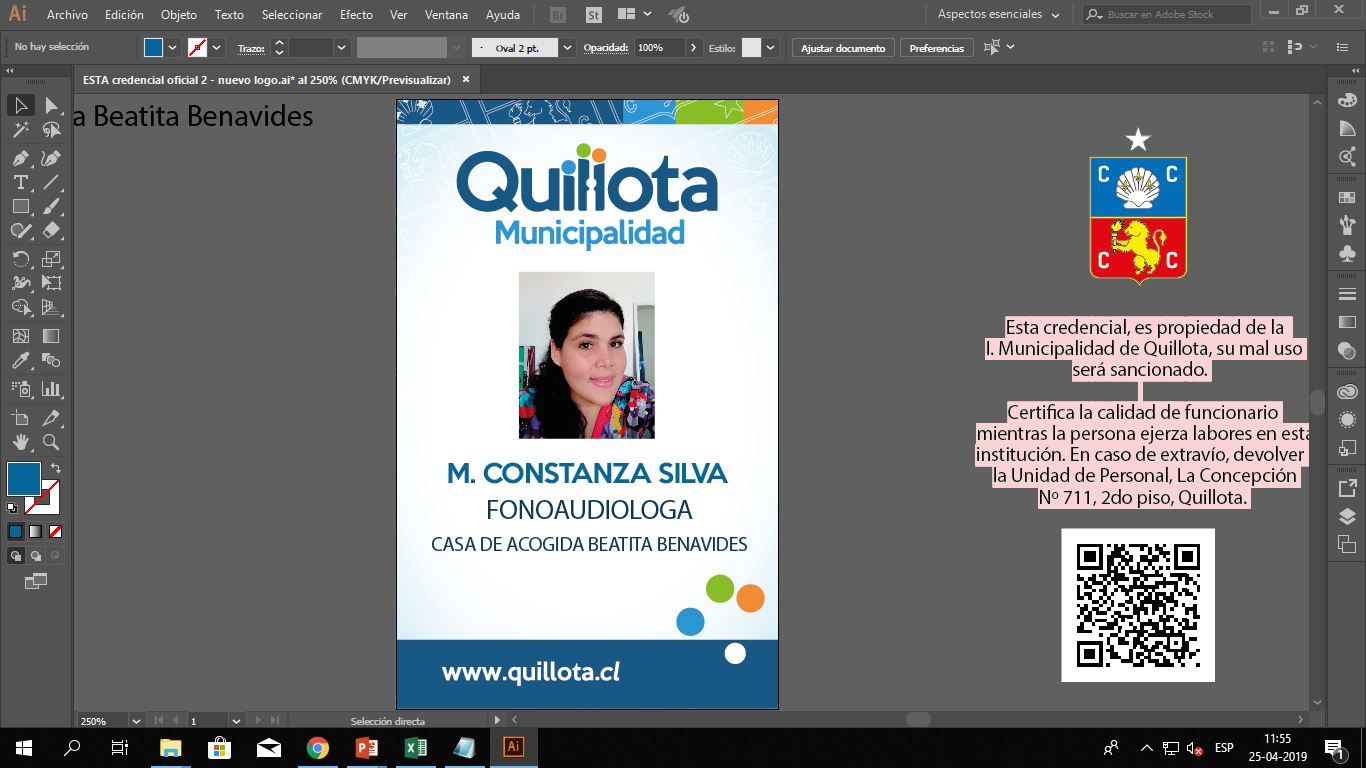 Ai Archivo Edición Objeto Texto Seleccionar Efecto Ver Ventana Ayuda Br St Aspectos esenciales Buscar en Adobe Stock
No hay selección Trazo: Oval 2 pt. Opacidad: 100% Estilo: Ajustar documento Preferencias
ESTA credencial oficial 2 - nuevo logo.ai* al 250% (CMYK/Previsualizar)
a Beatita Benavides
Quillota
Municipalidad
M. CONSTANZA SILVA
FONOAUDIOLOGA
CASA DE ACOGIDA BEATITA BENAVIDES
www.quillota.cl
C C
C C
Esta credencial, es propiedad de la
I. Municipalidad de Quillota, su mal uso
será sancionado.
Certifica la calidad de funcionario
mientras la persona ejerza labores en esta
institución. En caso de extravío, devolver
la Unidad de Personal, La Concepción
Nº 711, 2do piso, Quillota.
250% 1 Selección directa
Ai ESP 11:55
25-04-2019 1